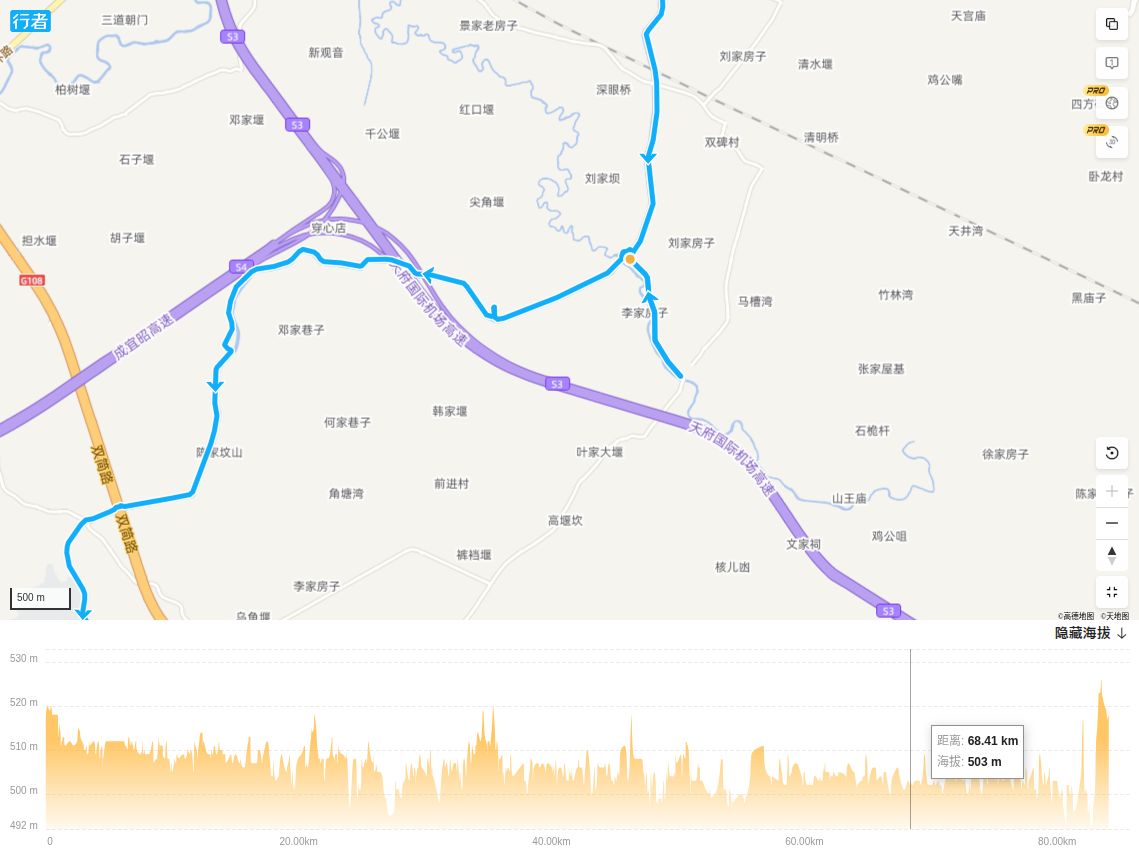 行者
三道朝门
S3
景家老房子
天宫庙
新观音
刘家房子
清水堰
鸡公嘴
柏树堰
深眼桥
PRO
四方
红口堰
邓家堰
S3
千公堰
双碑村
清明桥
PRO
石子堰
刘家坝
卧龙村
尖角堰
穿心店
担水堰
胡子堰
刘家房子
天井湾
G108
S4
天府国际机场高速
马槽湾
竹林湾
黑庙子
成宜昭高速
邓家巷子
李家房子
张家屋基
S3
韩家堰
何家巷子
天府国际机场高速
石桅杆
双简路
陈家坟山
叶家大堰
徐家房子
角塘湾
前进村
山王庙
陈家
子
双简路
高堰坎
鸡公咀
文家祠
裤裆堰
核儿凼
李家房子
500 m
乌鱼堰
S3
©高德地图 ©天地图
隐藏海拔 ↓
530 m
520 m
510 m
500 m
492 m
距离: 68.41 km
海拔: 503 m
0
20.00km
40.00km
60.00km
80.00km